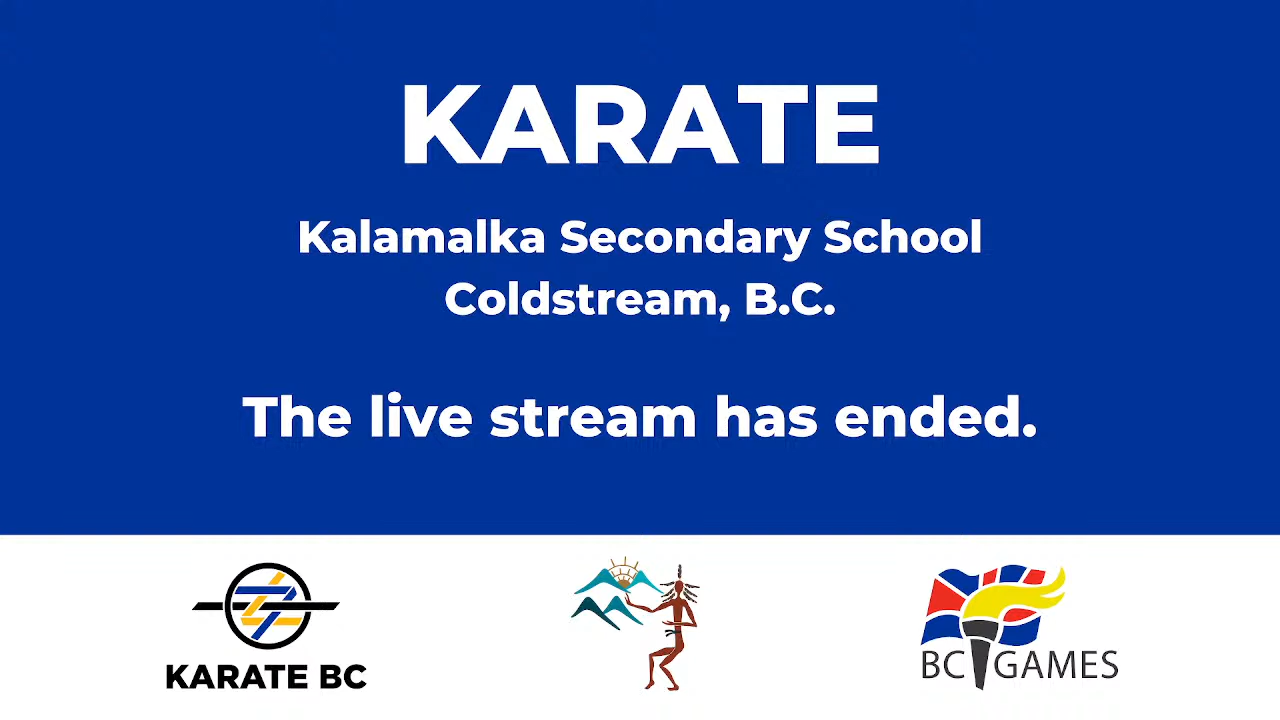 KARATE
Kalamalka Secondary School
Coldstream, B.C.
The live stream has ended.
KARATE BC
BC GAMES